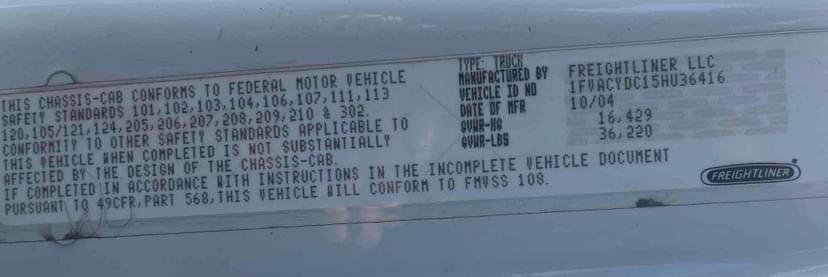 THIS CHASSIS-CAB CONFORMS TO FEDERAL MOTOR VEHICLE
SAFETY STANDARDS 101,102,103,104,106,107,111,113
120,105/121,124,205,206,207,208,209,210 & 302.
CONFORMITY TO OTHER SAFETY STANDARDS APPLICABLE TO
THIS VEHICLE WHEN COMPLETED IS NOT SUBSTANTIALLY
AFFECTED BY THE DESIGN OF THE CHASSIS-CAB.
IF COMPLETED IN ACCORDANCE WITH INSTRUCTIONS IN THE INCOMPLETE VEHICLE DOCUMENT
PURSUANT TO 49CFR,PART 568,THIS VEHICLE WILL CONFORM TO FMVSS 108.
TYPE: TRUCK
MANUFACTURED BY FREIGHTLINER LLC
VEHICLE ID NO 1FVACYDC15HU36416
DATE OF MFR 10/04
GVWR-KG 16,429
GVWR-LBS 36,220
FREIGHTLINER